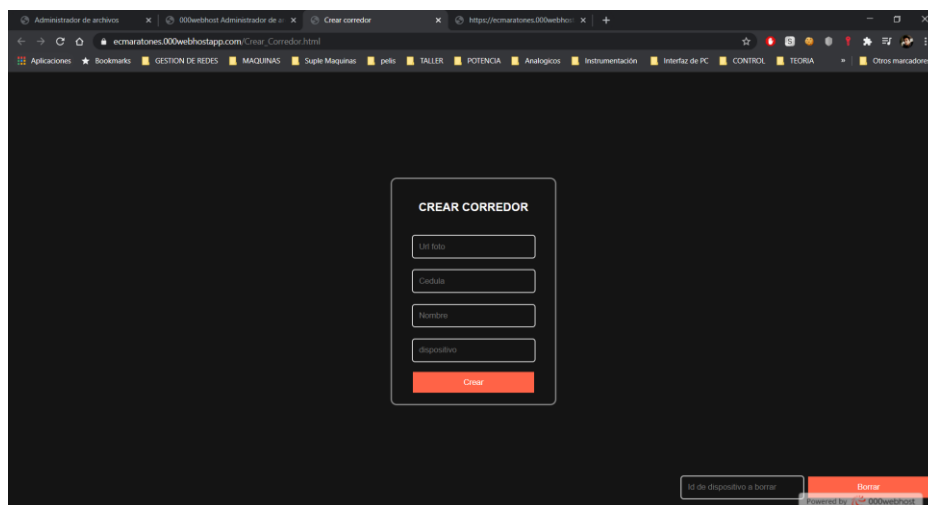 Administrador de archivos
000webhost Administrador de ar
Crear corredor
https://ecmaratones.000webhost
ecmaratones.000webhostapp.com/Crear_Corredor.html
Aplicaciones Bookmarks GESTION DE REDES MAQUINAS Suple Maquinas pelis TALLER POTENCIA Analogicos Instrumentación Interfaz de PC CONTROL TEORIA » Otros marcadores
CREAR CORREDOR
Url foto
Cedula
Nombre
dispositivo
Crear
Id de dispositivo a borrar Borrar
Powered by 000webhost